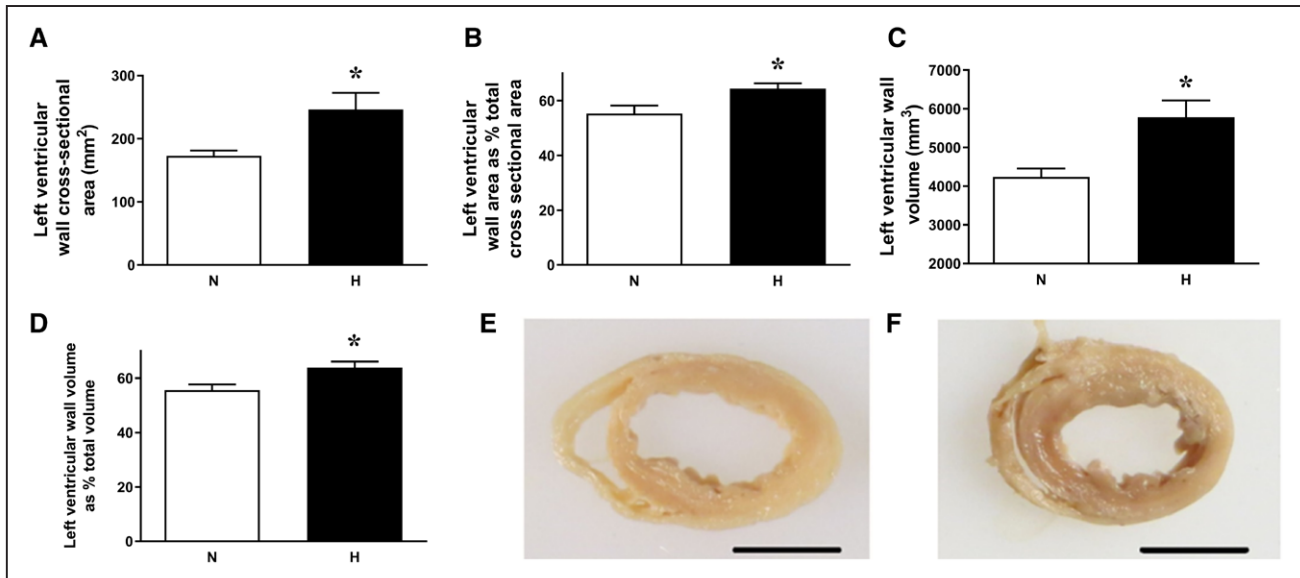 A
Left ventricular
wall cross-sectional
area (mm²)
300
200
100
0
*
N
H
B
Left ventricular
wall area as % total
cross sectional area
60
40
20
0
*
N
H
C
Left ventricular wall
volume (mm³)
7000
6000
5000
4000
3000
2000
*
N
H
D
Left ventricular wall volume
as % total volume
60
40
20
0
*
N
H
E
F